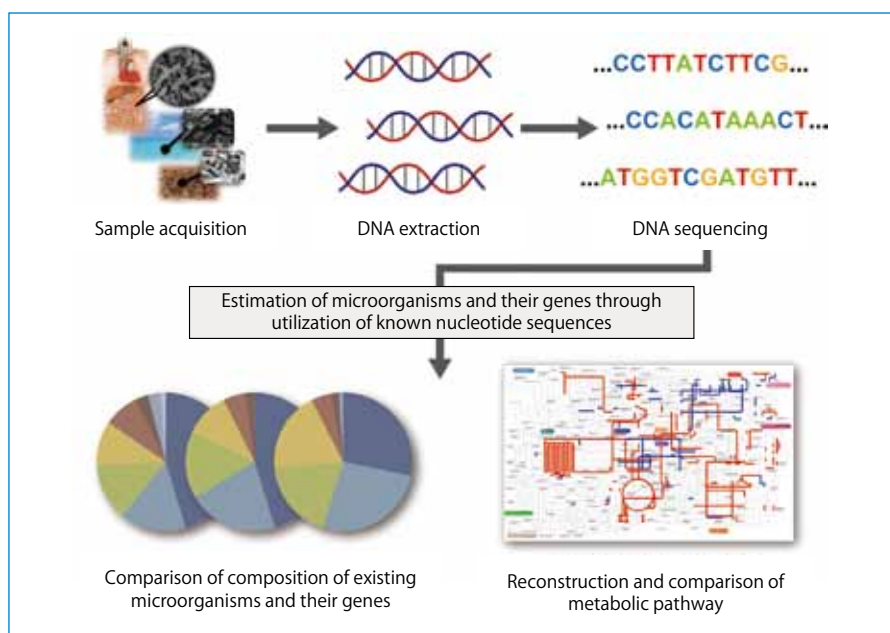 ...CCTTATCTTCG...
...CCACATAAACT...
...ATGGTCGATGTT...
Sample acquisition
DNA extraction
DNA sequencing
Estimation of microorganisms and their genes through
utilization of known nucleotide sequences
Comparison of composition of existing
microorganisms and their genes
Reconstruction and comparison of
metabolic pathway